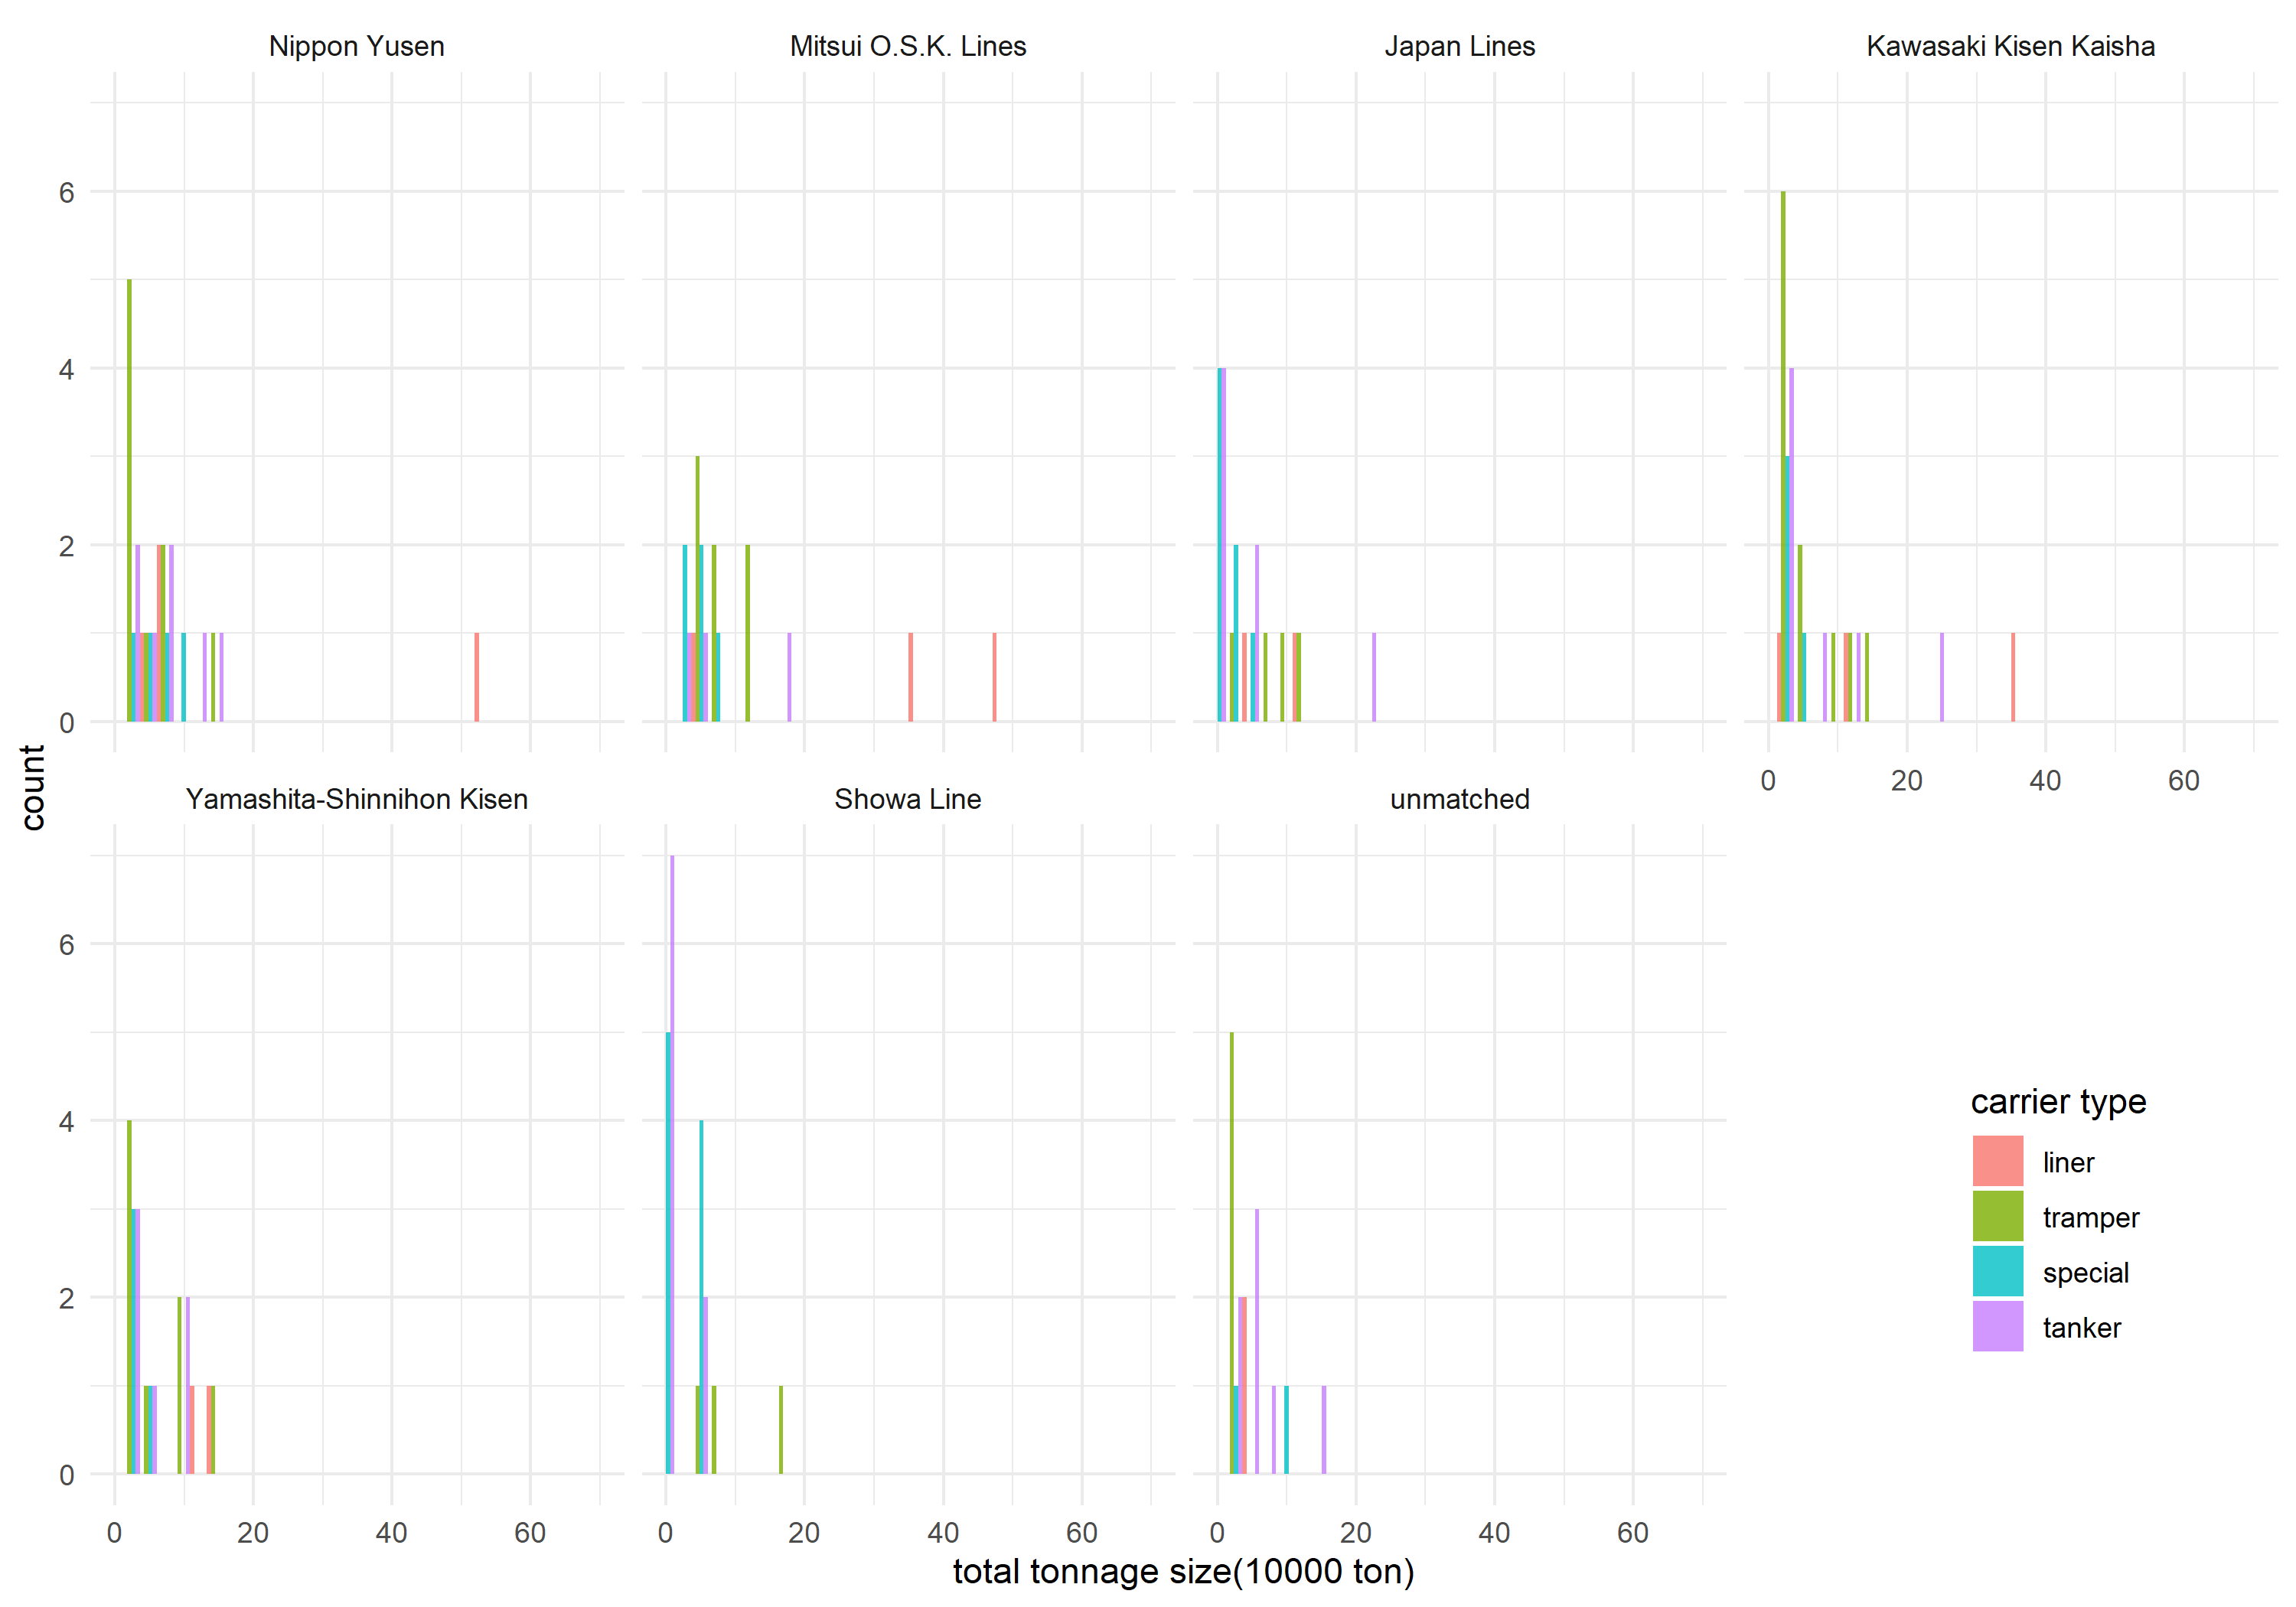 Nippon Yusen
Mitsui O.S.K. Lines
Japan Lines
Kawasaki Kisen Kaisha
6
4
2
0
0 20 40 60
Yamashita-Shinnihon Kisen
Showa Line
unmatched
count
6
4
2
0
0 20 40 60
0 20 40 60
0 20 40 60
total tonnage size(10000 ton)
carrier type
liner
tramper
special
tanker